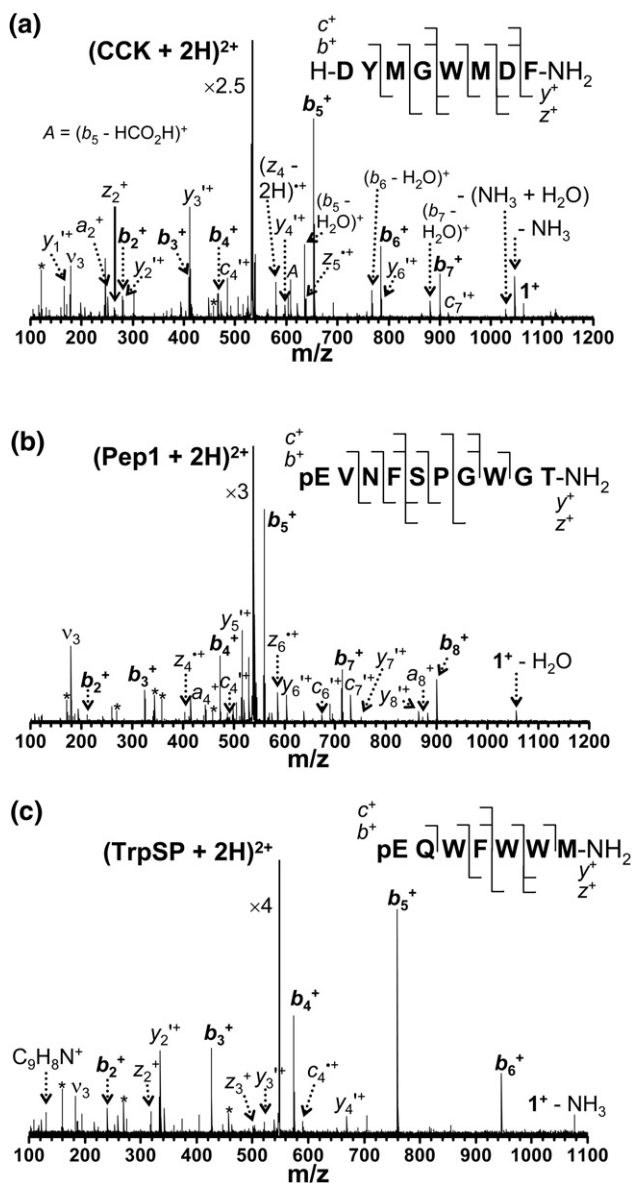 (a)
(CCK + 2H)²⁺
×2.5
c⁺
b⁺
H-D Y M G W M D F-NH₂
y⁺
z⁺
A = (b₅ - HCO₂H)⁺
b₅⁺
z₂⁺
y₃'⁺
(z₄ - 2H)•⁺
(b₆ - H₂O)⁺
- (NH₃ + H₂O)
a₂⁺
b₂⁺
y₄'⁺
(b₅ - H₂O)⁺
(b₇ - H₂O)⁺
- NH₃
y₁'⁺
ν₃
b₃⁺
b₄⁺
b₆⁺
*
y₂'⁺
c₄'⁺
*
A
z₅•⁺
y₆'⁺
b₇⁺
c₇'⁺
1⁺
100 200 300 400 500 600 700 800 900 1000 1100 1200
m/z
(b)
(Pep1 + 2H)²⁺
×3
c⁺
b⁺
pE V N F S P G W G T-NH₂
y⁺
z⁺
b₅⁺
ν₃
b₂⁺
b₃⁺
z₄•⁺
b₄⁺
y₅'⁺
z₆•⁺
b₇⁺
y₇'⁺
a₈⁺
b₈⁺
1⁺ - H₂O
* * * *
a₄⁺
*
c₄'⁺
y₆'⁺
c₆'⁺
c₇'⁺
y₈'⁺
100 200 300 400 500 600 700 800 900 1000 1100 1200
m/z
(c)
(TrpSP + 2H)²⁺
×4
c⁺
b⁺
pE Q W F W W M-NH₂
y⁺
z⁺
b₅⁺
b₄⁺
C₉H₈N⁺
*
ν₃
b₂⁺
*
z₂⁺
y₂'⁺
b₃⁺
*
z₃⁺
y₃'⁺
c₄•⁺
y₄'⁺
b₆⁺
1⁺ - NH₃
100 200 300 400 500 600 700 800 900 1000 1100
m/z